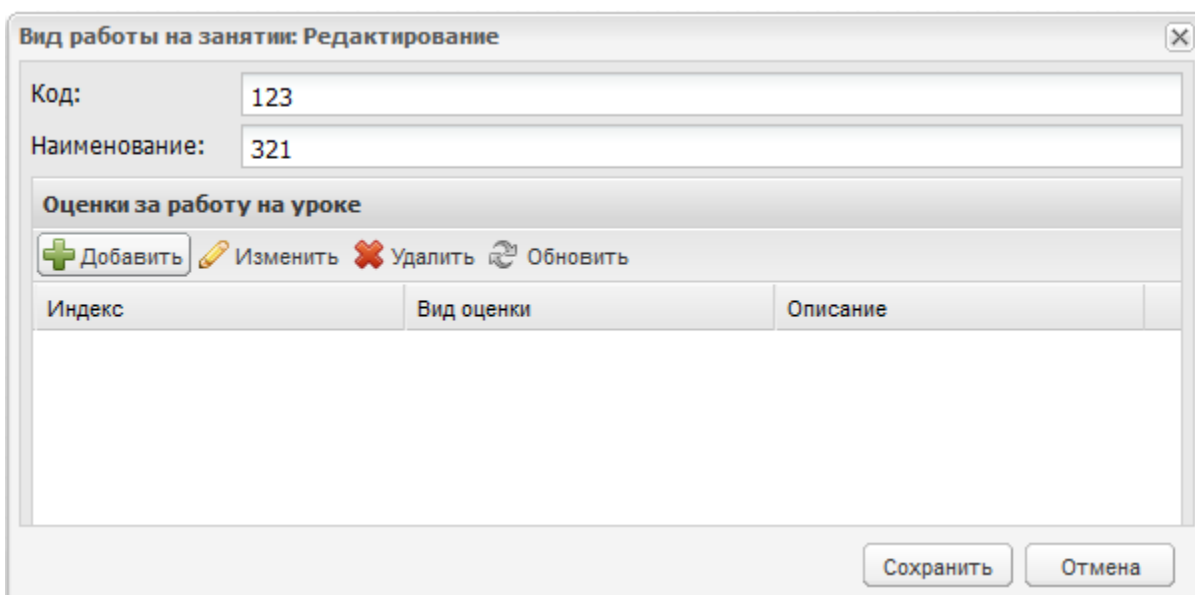 Вид работы на занятии: Редактирование
Код: 123
Наименование: 321
Оценки за работу на уроке
Добавить Изменить Удалить Обновить
Индекс Вид оценки Описание
Сохранить Отмена